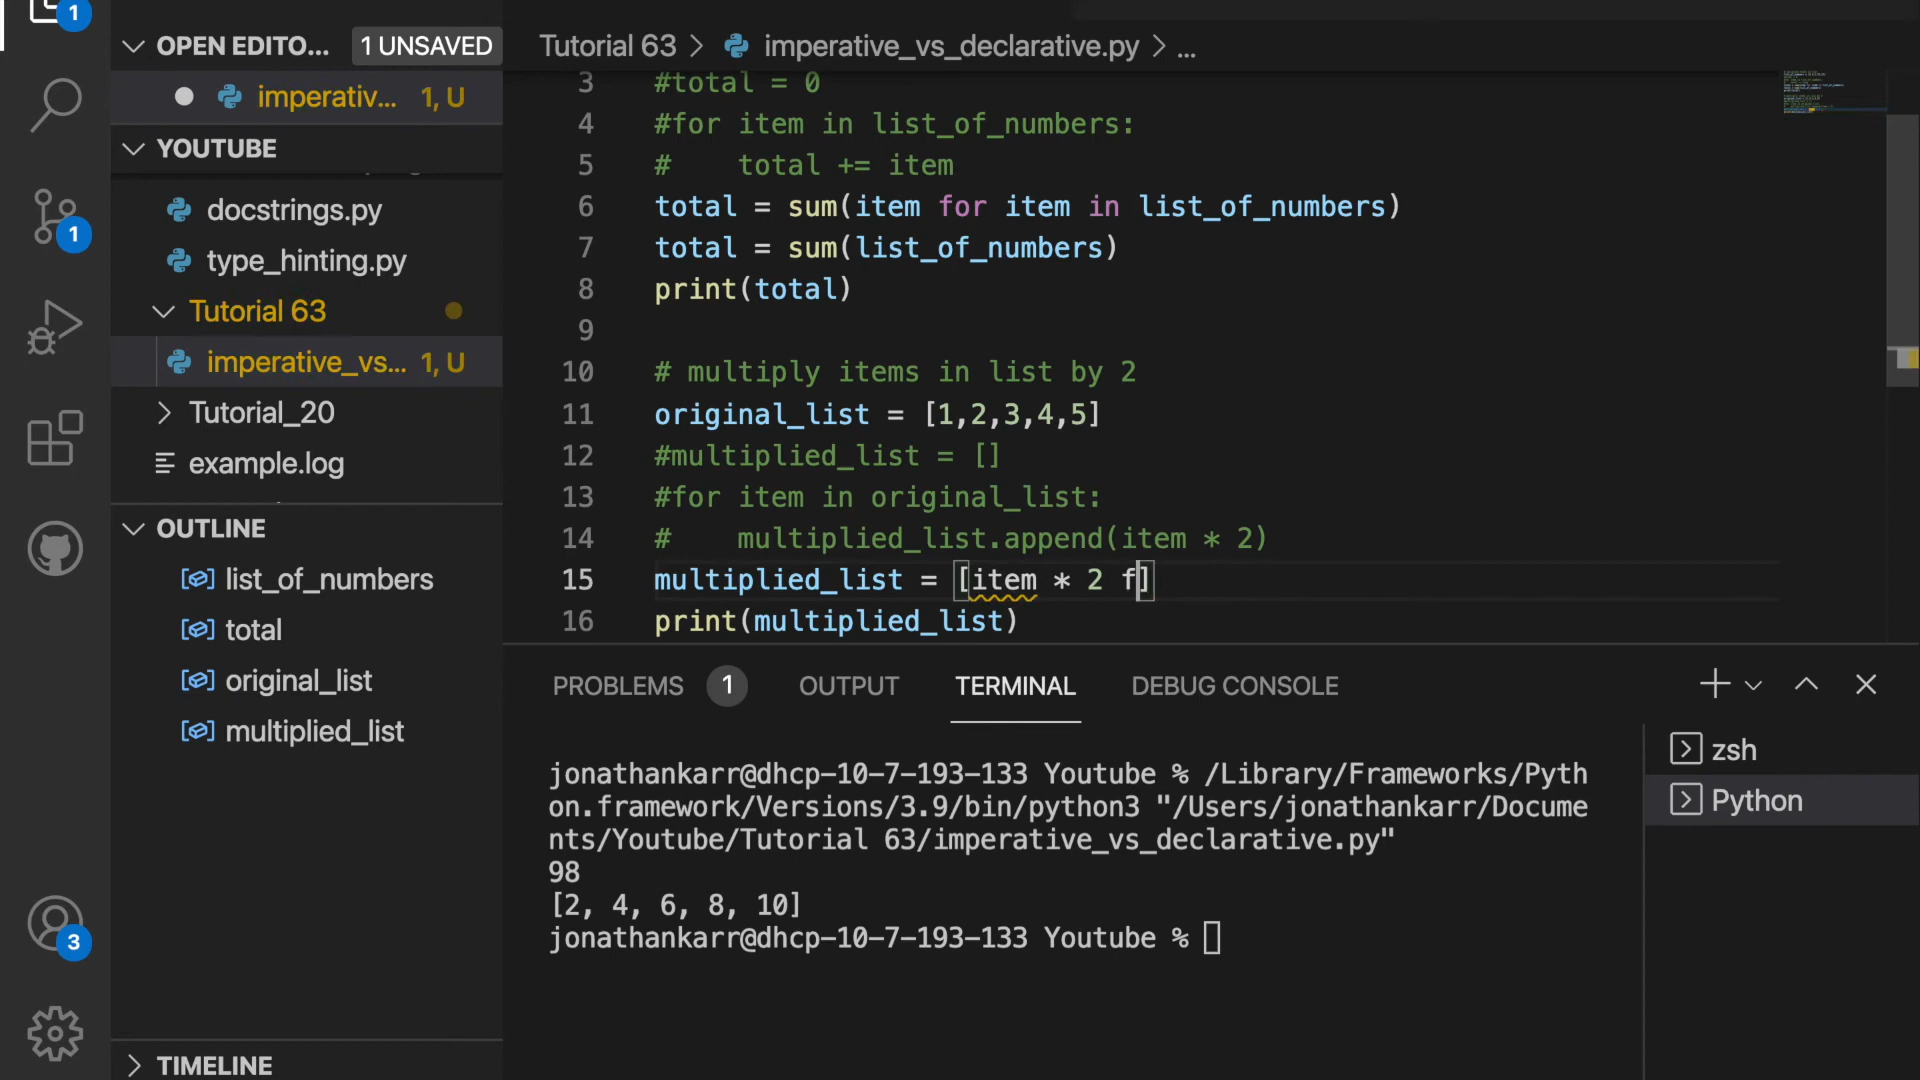 1
OPEN EDITO... 1 UNSAVED
imperativ... 1, U
YOUTUBE
docstrings.py
type_hinting.py
Tutorial 63
imperative_vs... 1, U
Tutorial_20
example.log
OUTLINE
list_of_numbers
total
original_list
multiplied_list
TIMELINE
1
3
Tutorial 63 > imperative_vs_declarative.py > ...
3 #total = 0
4 #for item in list_of_numbers:
5 #    total += item
6 total = sum(item for item in list_of_numbers)
7 total = sum(list_of_numbers)
8 print(total)
9
10 # multiply items in list by 2
11 original_list = [1,2,3,4,5]
12 #multiplied_list = []
13 #for item in original_list:
14 #    multiplied_list.append(item * 2)
15 multiplied_list = [item * 2 f]
16 print(multiplied_list)
PROBLEMS 1 OUTPUT TERMINAL DEBUG CONSOLE
jonathankarr@dhcp-10-7-193-133 Youtube % /Library/Frameworks/Pyth
on.framework/Versions/3.9/bin/python3 "/Users/jonathankarr/Docume
nts/Youtube/Tutorial 63/imperative_vs_declarative.py"
98
[2, 4, 6, 8, 10]
jonathankarr@dhcp-10-7-193-133 Youtube %
zsh
Python